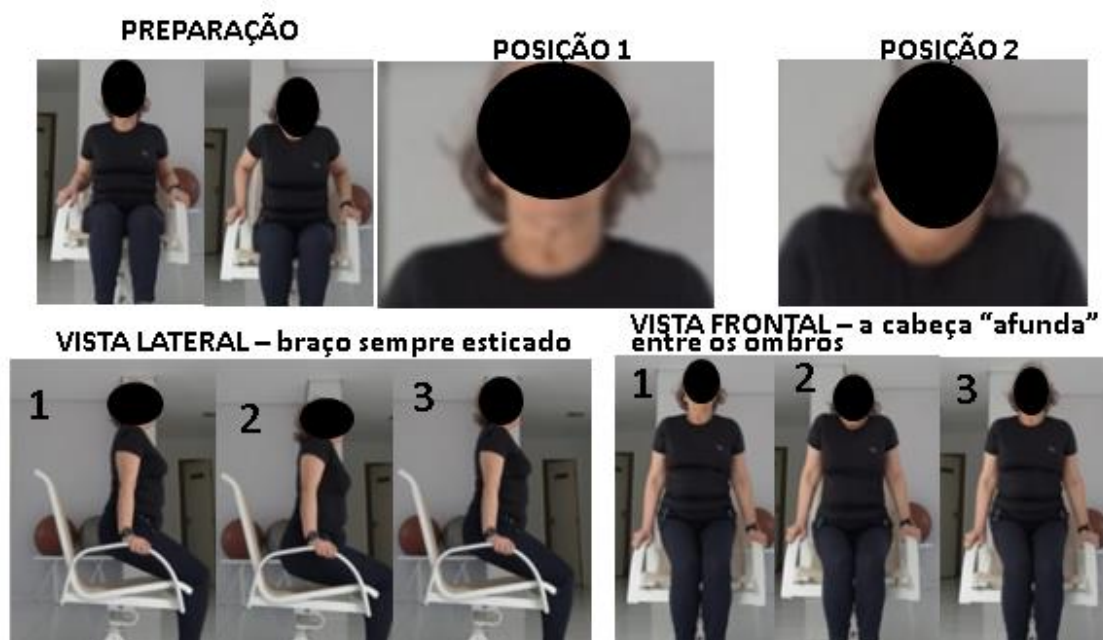 PREPARAÇÃO
POSIÇÃO 1
POSIÇÃO 2
VISTA LATERAL – braço sempre esticado
1
2
3
VISTA FRONTAL – a cabeça “afunda”
entre os ombros
1
2
3